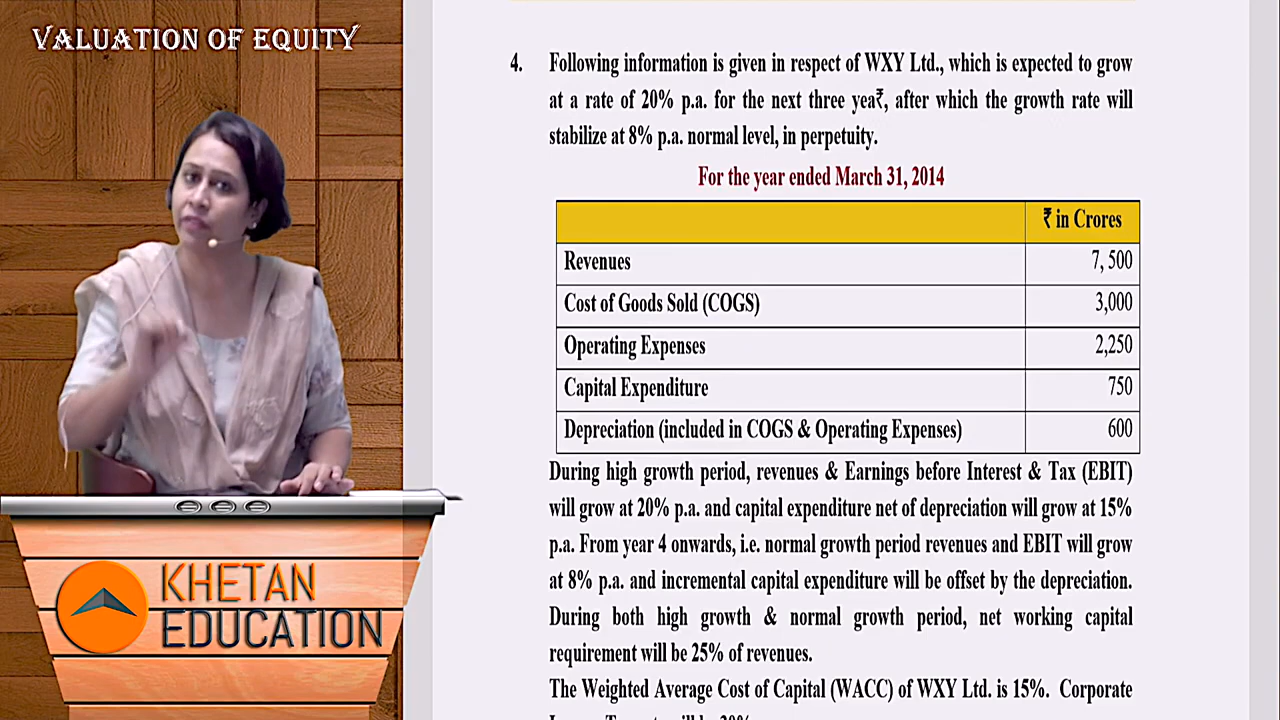 VALUATION OF EQUITY
4. Following information is given in respect of WXY Ltd., which is expected to grow
at a rate of 20% p.a. for the next three yea₹, after which the growth rate will
stabilize at 8% p.a. normal level, in perpetuity.
For the year ended March 31, 2014
₹ in Crores
Revenues 7, 500
Cost of Goods Sold (COGS) 3,000
Operating Expenses 2,250
Capital Expenditure 750
Depreciation (included in COGS & Operating Expenses) 600
During high growth period, revenues & Earnings before Interest & Tax (EBIT)
will grow at 20% p.a. and capital expenditure net of depreciation will grow at 15%
p.a. From year 4 onwards, i.e. normal growth period revenues and EBIT will grow
at 8% p.a. and incremental capital expenditure will be offset by the depreciation.
During both high growth & normal growth period, net working capital
requirement will be 25% of revenues.
The Weighted Average Cost of Capital (WACC) of WXY Ltd. is 15%. Corporate
KHETAN
EDUCATION